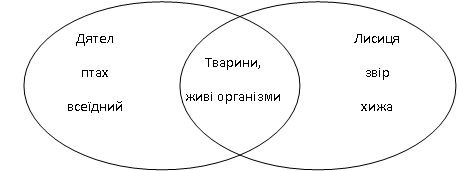 Дятел
птах
всеїдний
Тварини,
живі організми
Лисиця
звір
хижа